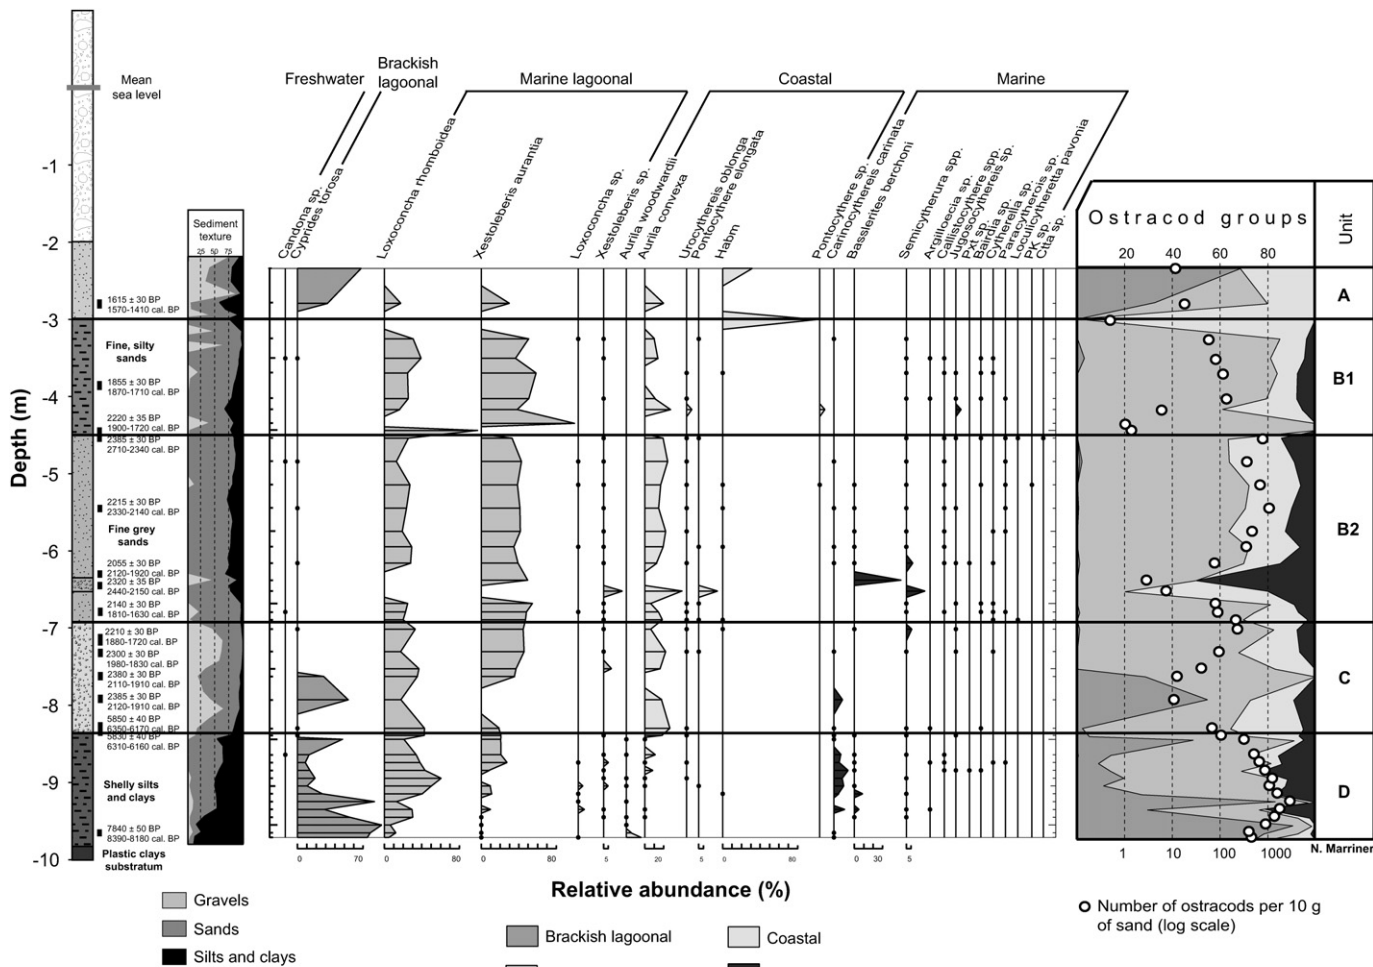 Freshwater
Brackish
lagoonal
Marine lagoonal
Coastal
Marine
Mean
sea level
Candona sp.
Cyprides torosa
Loxoconcha rhomboidea
Xestoleberis aurantia
Loxoconcha sp.
Xestoleberis sp.
Aurila woodwardii
Aurila convexa
Urocythereis oblonga
Pontocythere elongata
Habm
Pontocythere sp.
Carinocythereis carinata
Basslerites berchoni
Semicytherura spp.
Argilloecia sp.
Callistocythere spp.
Jugosocythereis sp.
Pxt sp.
Bairdia sp.
Cytherella sp.
Paracytherois sp.
Loculicytheretta pavonia
PK sp.
Ctta sp.
Sediment
texture
25 50 75
Ostracod groups
Unit
20 40 60 80
Depth (m)
-1
-2
-3
-4
-5
-6
-7
-8
-9
-10
1615 ± 30 BP
1570-1410 cal. BP
Fine, silty
sands
1855 ± 30 BP
1870-1710 cal. BP
2220 ± 35 BP
1900-1720 cal. BP
2385 ± 30 BP
2710-2340 cal. BP
2215 ± 30 BP
2330-2140 cal. BP
Fine grey
sands
2055 ± 30 BP
2120-1920 cal. BP
2320 ± 35 BP
2440-2150 cal. BP
2140 ± 30 BP
1810-1630 cal. BP
2210 ± 30 BP
1880-1720 cal. BP
2300 ± 30 BP
1980-1830 cal. BP
2380 ± 30 BP
2110-1910 cal. BP
2385 ± 30 BP
2120-1910 cal. BP
5850 ± 40 BP
6350-6170 cal. BP
5830 ± 40 BP
6310-6160 cal. BP
Shelly silts
and clays
7840 ± 50 BP
8390-8180 cal. BP
Plastic clays
substratum
A
B1
B2
C
D
N. Marriner
0 70
0 80
0 80
5
20
5
0 80
0 30
5
1 10 100 1000
Relative abundance (%)
Gravels
Sands
Silts and clays
Brackish lagoonal
Coastal
Number of ostracods per 10 g
of sand (log scale)